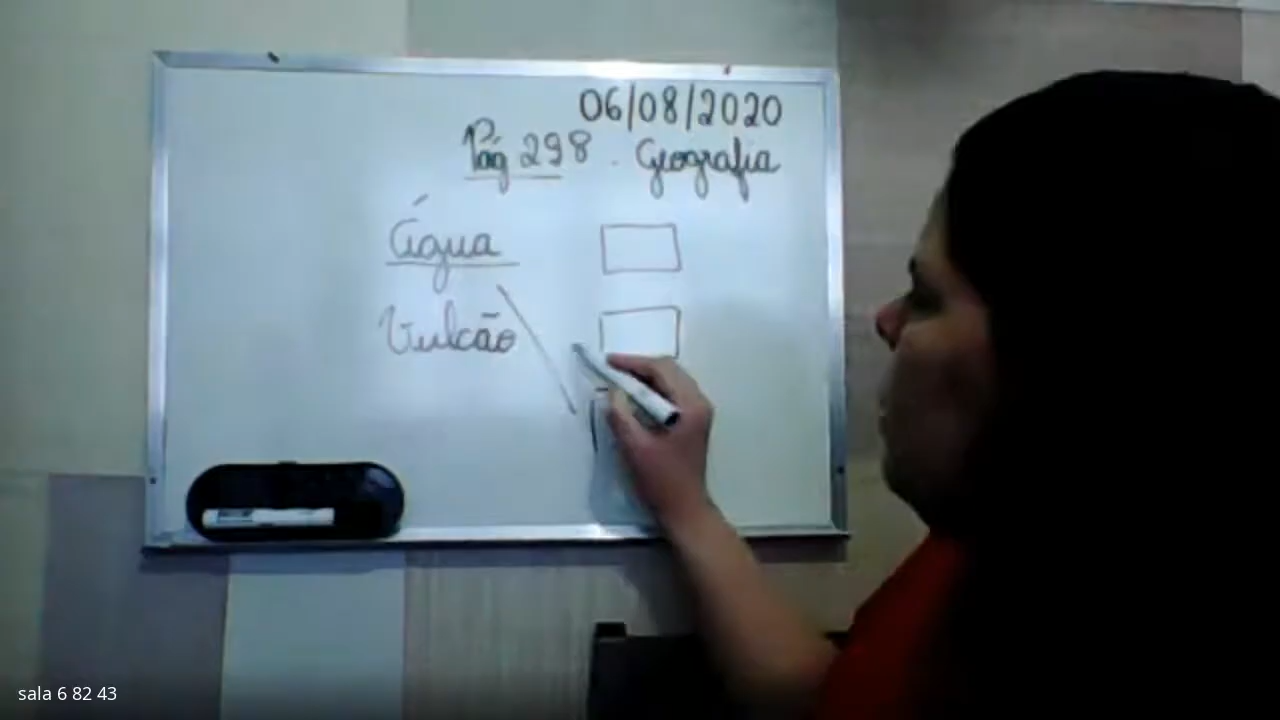 06/08/2020
Pág 298 . Geografia
Água
Vulcão
sala 6 82 43